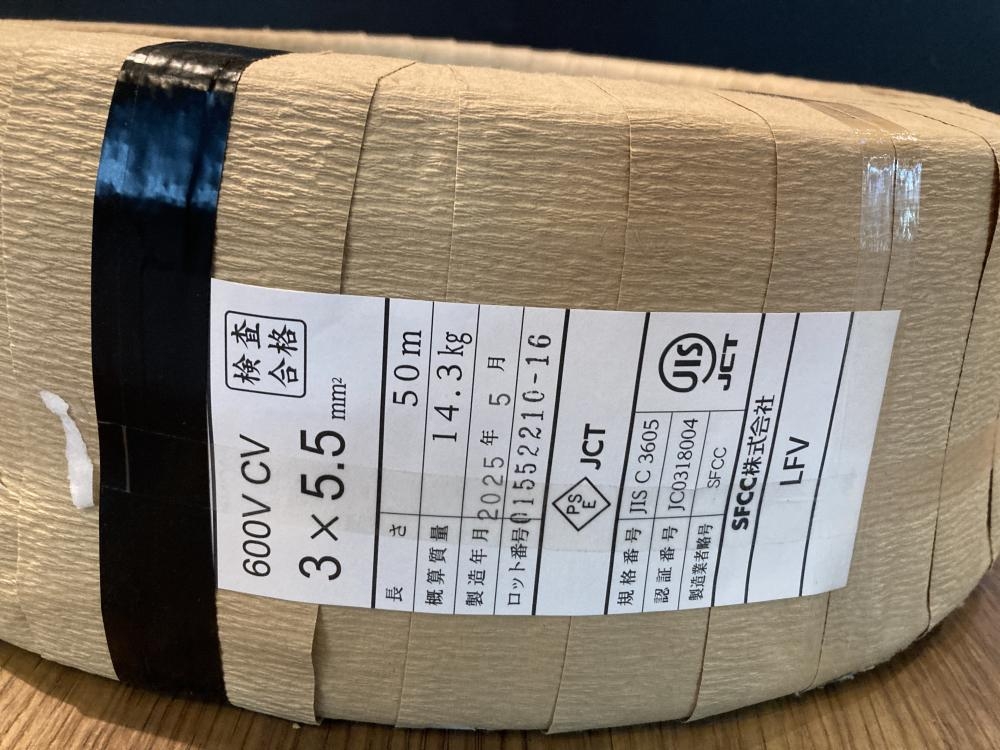 検査
合格
600V CV
3×5.5 mm²
長さ 50m
概算質量 14.3kg
製造年月 2025年 5月
ロット番号 01552210-16
PS
E
JCT
規格番号 JIS C 3605
認証番号 JC0318004
製造業者略号 SFCC
JIS
JCT
SFCC株式会社
LFV